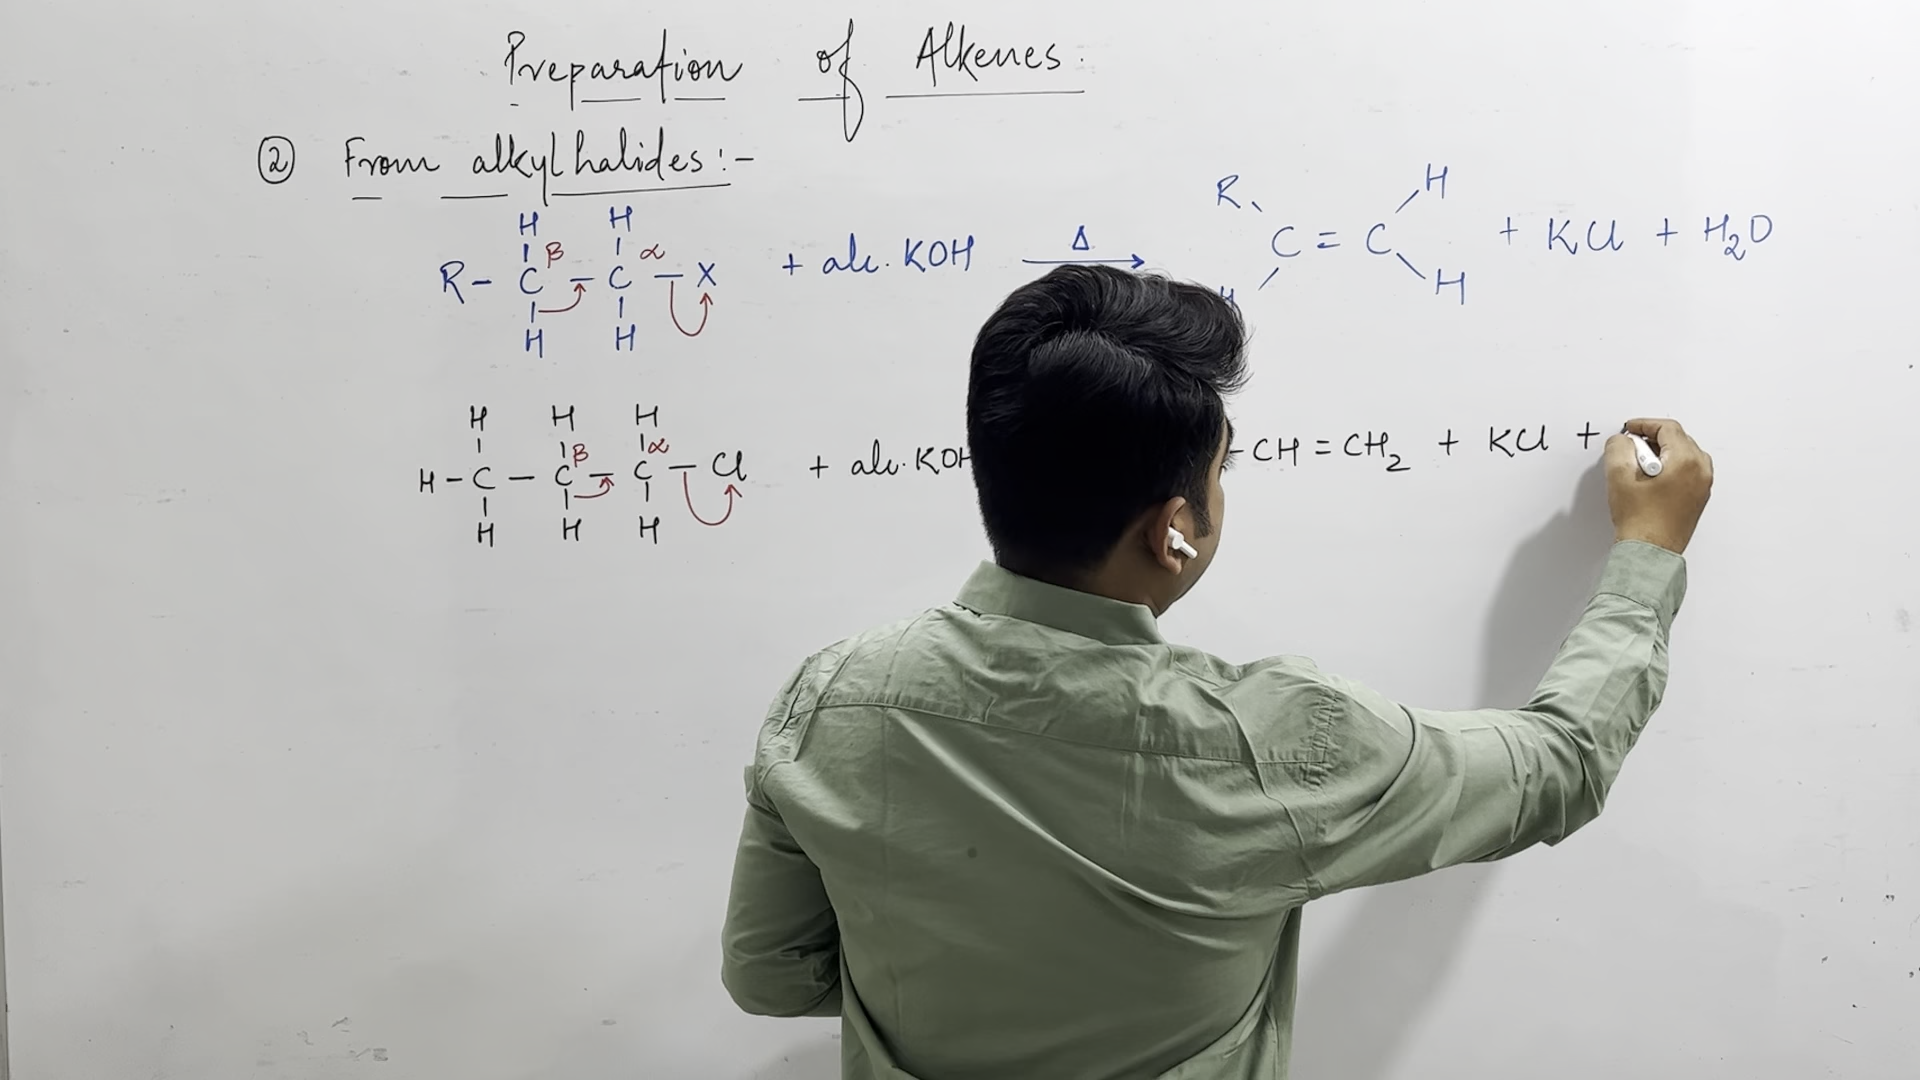 Preparation of Alkenes.
② From alkyl halides:-
H H R H
R - C β - C α - X + alc. KOH Δ → C = C + KCl + H2O
H H H H
H H H
H - C - C β - C α - Cl + alc. KOH - CH = CH2 + KCl +
H H H